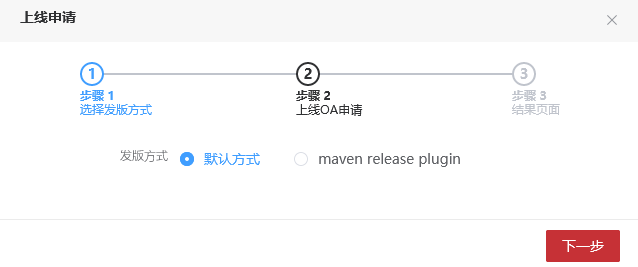 上线申请
1
2
3
步骤 1
步骤 2
步骤 3
选择发版方式
上线OA申请
结果页面
发版方式 默认方式 maven release plugin
下一步